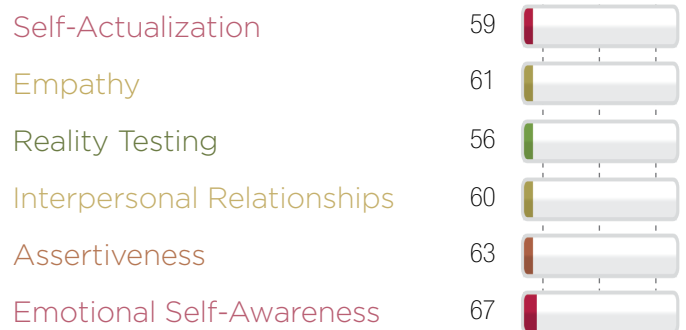 Self-Actualization 59
Empathy 61
Reality Testing 56
Interpersonal Relationships 60
Assertiveness 63
Emotional Self-Awareness 67